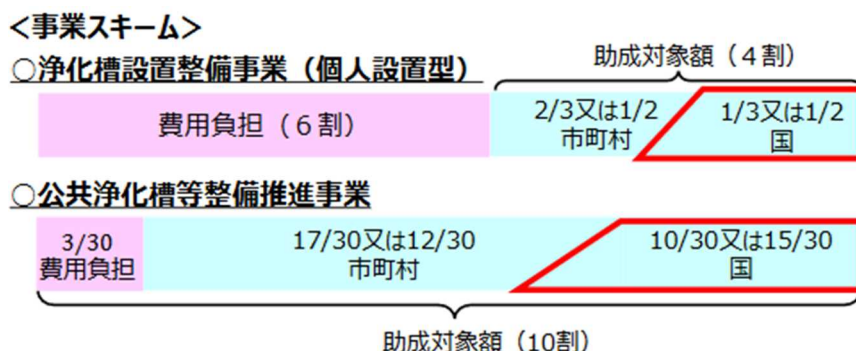 ＜事業スキーム＞
○浄化槽設置整備事業（個人設置型）
助成対象額（４割）
費用負担（６割）
2/3又は1/2
市町村
1/3又は1/2
国
○公共浄化槽等整備推進事業
3/30
費用負担
17/30又は12/30
市町村
10/30又は15/30
国
助成対象額（10割）